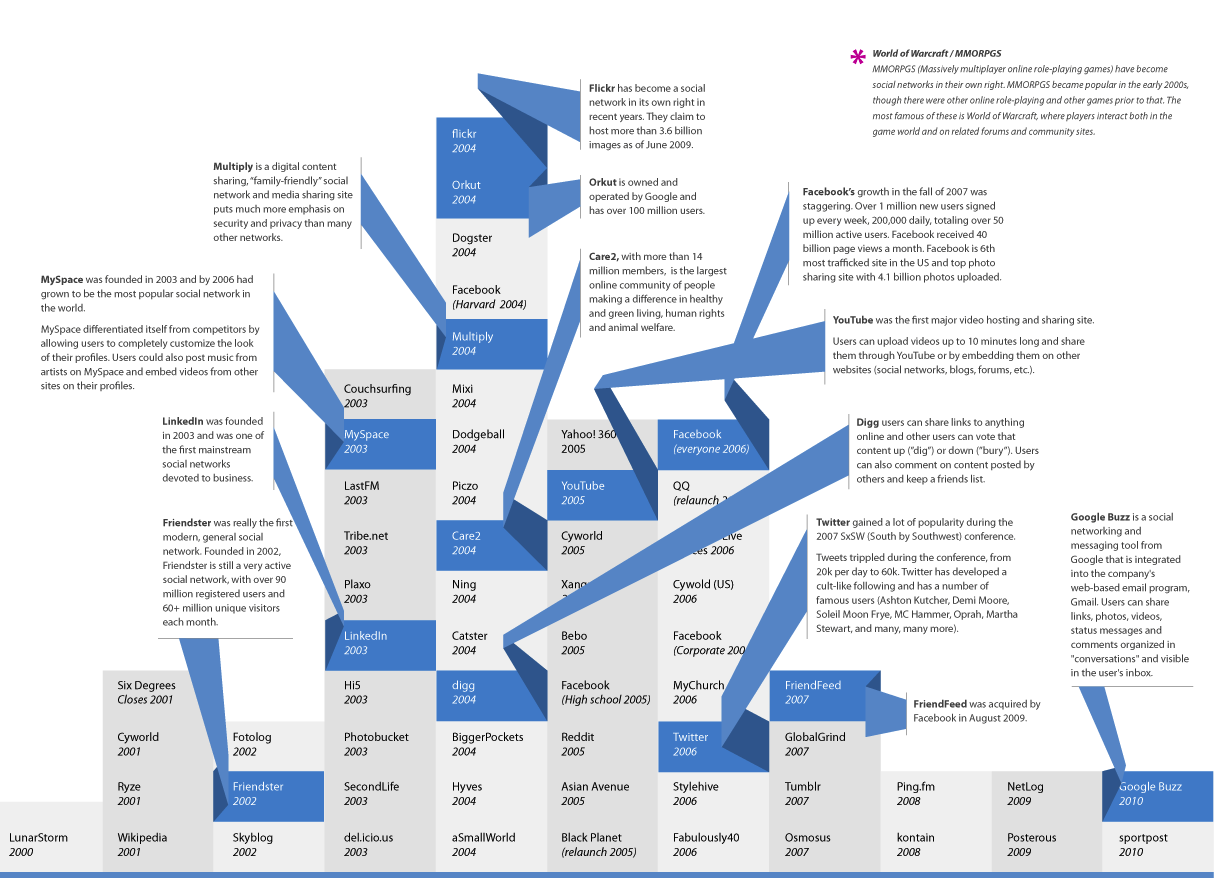 World of Warcraft / MMORPGS
MMORPGS (Massively multiplayer online role-playing games) have become
social networks in their own right. MMORPGS became popular in the early 2000s,
though there were other online role-playing and other games prior to that. The
most famous of these is World of Warcraft, where players interact both in the
game world and on related forums and community sites.
Flickr has become a social
network in its own right in
recent years. They claim to
host more than 3.6 billion
images as of June 2009.
Multiply is a digital content
sharing, "family-friendly" social
network and media sharing site
puts much more emphasis on
security and privacy than many
other networks.
Orkut is owned and
operated by Google and
has over 100 million users.
Facebook's growth in the fall of 2007 was
staggering. Over 1 million new users signed
up every week, 200,000 daily, totaling over 50
million active users. Facebook received 40
billion page views a month. Facebook is 6th
most trafficked site in the US and top photo
sharing site with 4.1 billion photos uploaded.
Care2, with more than 14
million members, is the largest
online community of people
making a difference in healthy
and green living, human rights
and animal welfare.
MySpace was founded in 2003 and by 2006 had
grown to be the most popular social network in
the world.
MySpace differentiated itself from competitors by
allowing users to completely customize the look
of their profiles. Users could also post music from
artists on MySpace and embed videos from other
sites on their profiles.
YouTube was the first major video hosting and sharing site.
Users can upload videos up to 10 minutes long and share
them through YouTube or by embedding them on other
websites (social networks, blogs, forums, etc.).
LinkedIn was founded
in 2003 and was one of
the first mainstream
social networks
devoted to business.
Digg users can share links to anything
online and other users can vote that
content up ("dig") or down ("bury"). Users
can also comment on content posted by
others and keep a friends list.
Friendster was really the first
modern, general social
network. Founded in 2002,
Friendster is still a very active
social network, with over 90
million registered users and
60+ million unique visitors
each month.
Twitter gained a lot of popularity during the
2007 SxSW (South by Southwest) conference.
Tweets trippled during the conference, from
20k per day to 60k. Twitter has developed a
cult-like following and has a number of
famous users (Ashton Kutcher, Demi Moore,
Soleil Moon Frye, MC Hammer, Oprah, Martha
Stewart, and many, many more).
Google Buzz is a social
networking and
messaging tool from
Google that is integrated
into the company's
web-based email program,
Gmail. Users can share
links, photos, videos,
status messages and
comments organized in
"conversations" and visible
in the user's inbox.
FriendFeed was acquired by
Facebook in August 2009.
LunarStorm
2000
Six Degrees
Closes 2001
Cyworld
2001
Ryze
2001
Wikipedia
2001
Fotolog
2002
Friendster
2002
Skyblog
2002
Couchsurfing
2003
MySpace
2003
LastFM
2003
Tribe.net
2003
Plaxo
2003
LinkedIn
2003
Hi5
2003
Photobucket
2003
SecondLife
2003
del.icio.us
2003
flickr
2004
Orkut
2004
Dogster
2004
Facebook
(Harvard 2004)
Multiply
2004
Mixi
2004
Dodgeball
2004
Piczo
2004
Care2
2004
Ning
2004
Catster
2004
digg
2004
BiggerPockets
2004
Hyves
2004
aSmallWorld
2004
Yahoo! 360
2005
YouTube
2005
Cyworld
2005
Bebo
2005
Facebook
(High school 2005)
Reddit
2005
Asian Avenue
2005
Black Planet
(relaunch 2005)
Facebook
(everyone 2006)
QQ
(relaunch
2006
Cywold (US)
2006
Facebook
(Corporate 200
MyChurch
2006
Twitter
2006
Stylehive
2006
Fabulously40
2006
FriendFeed
2007
GlobalGrind
2007
Tumblr
2007
Osmosus
2007
Ping.fm
2008
kontain
2008
NetLog
2009
Posterous
2009
Google Buzz
2010
sportpost
2010